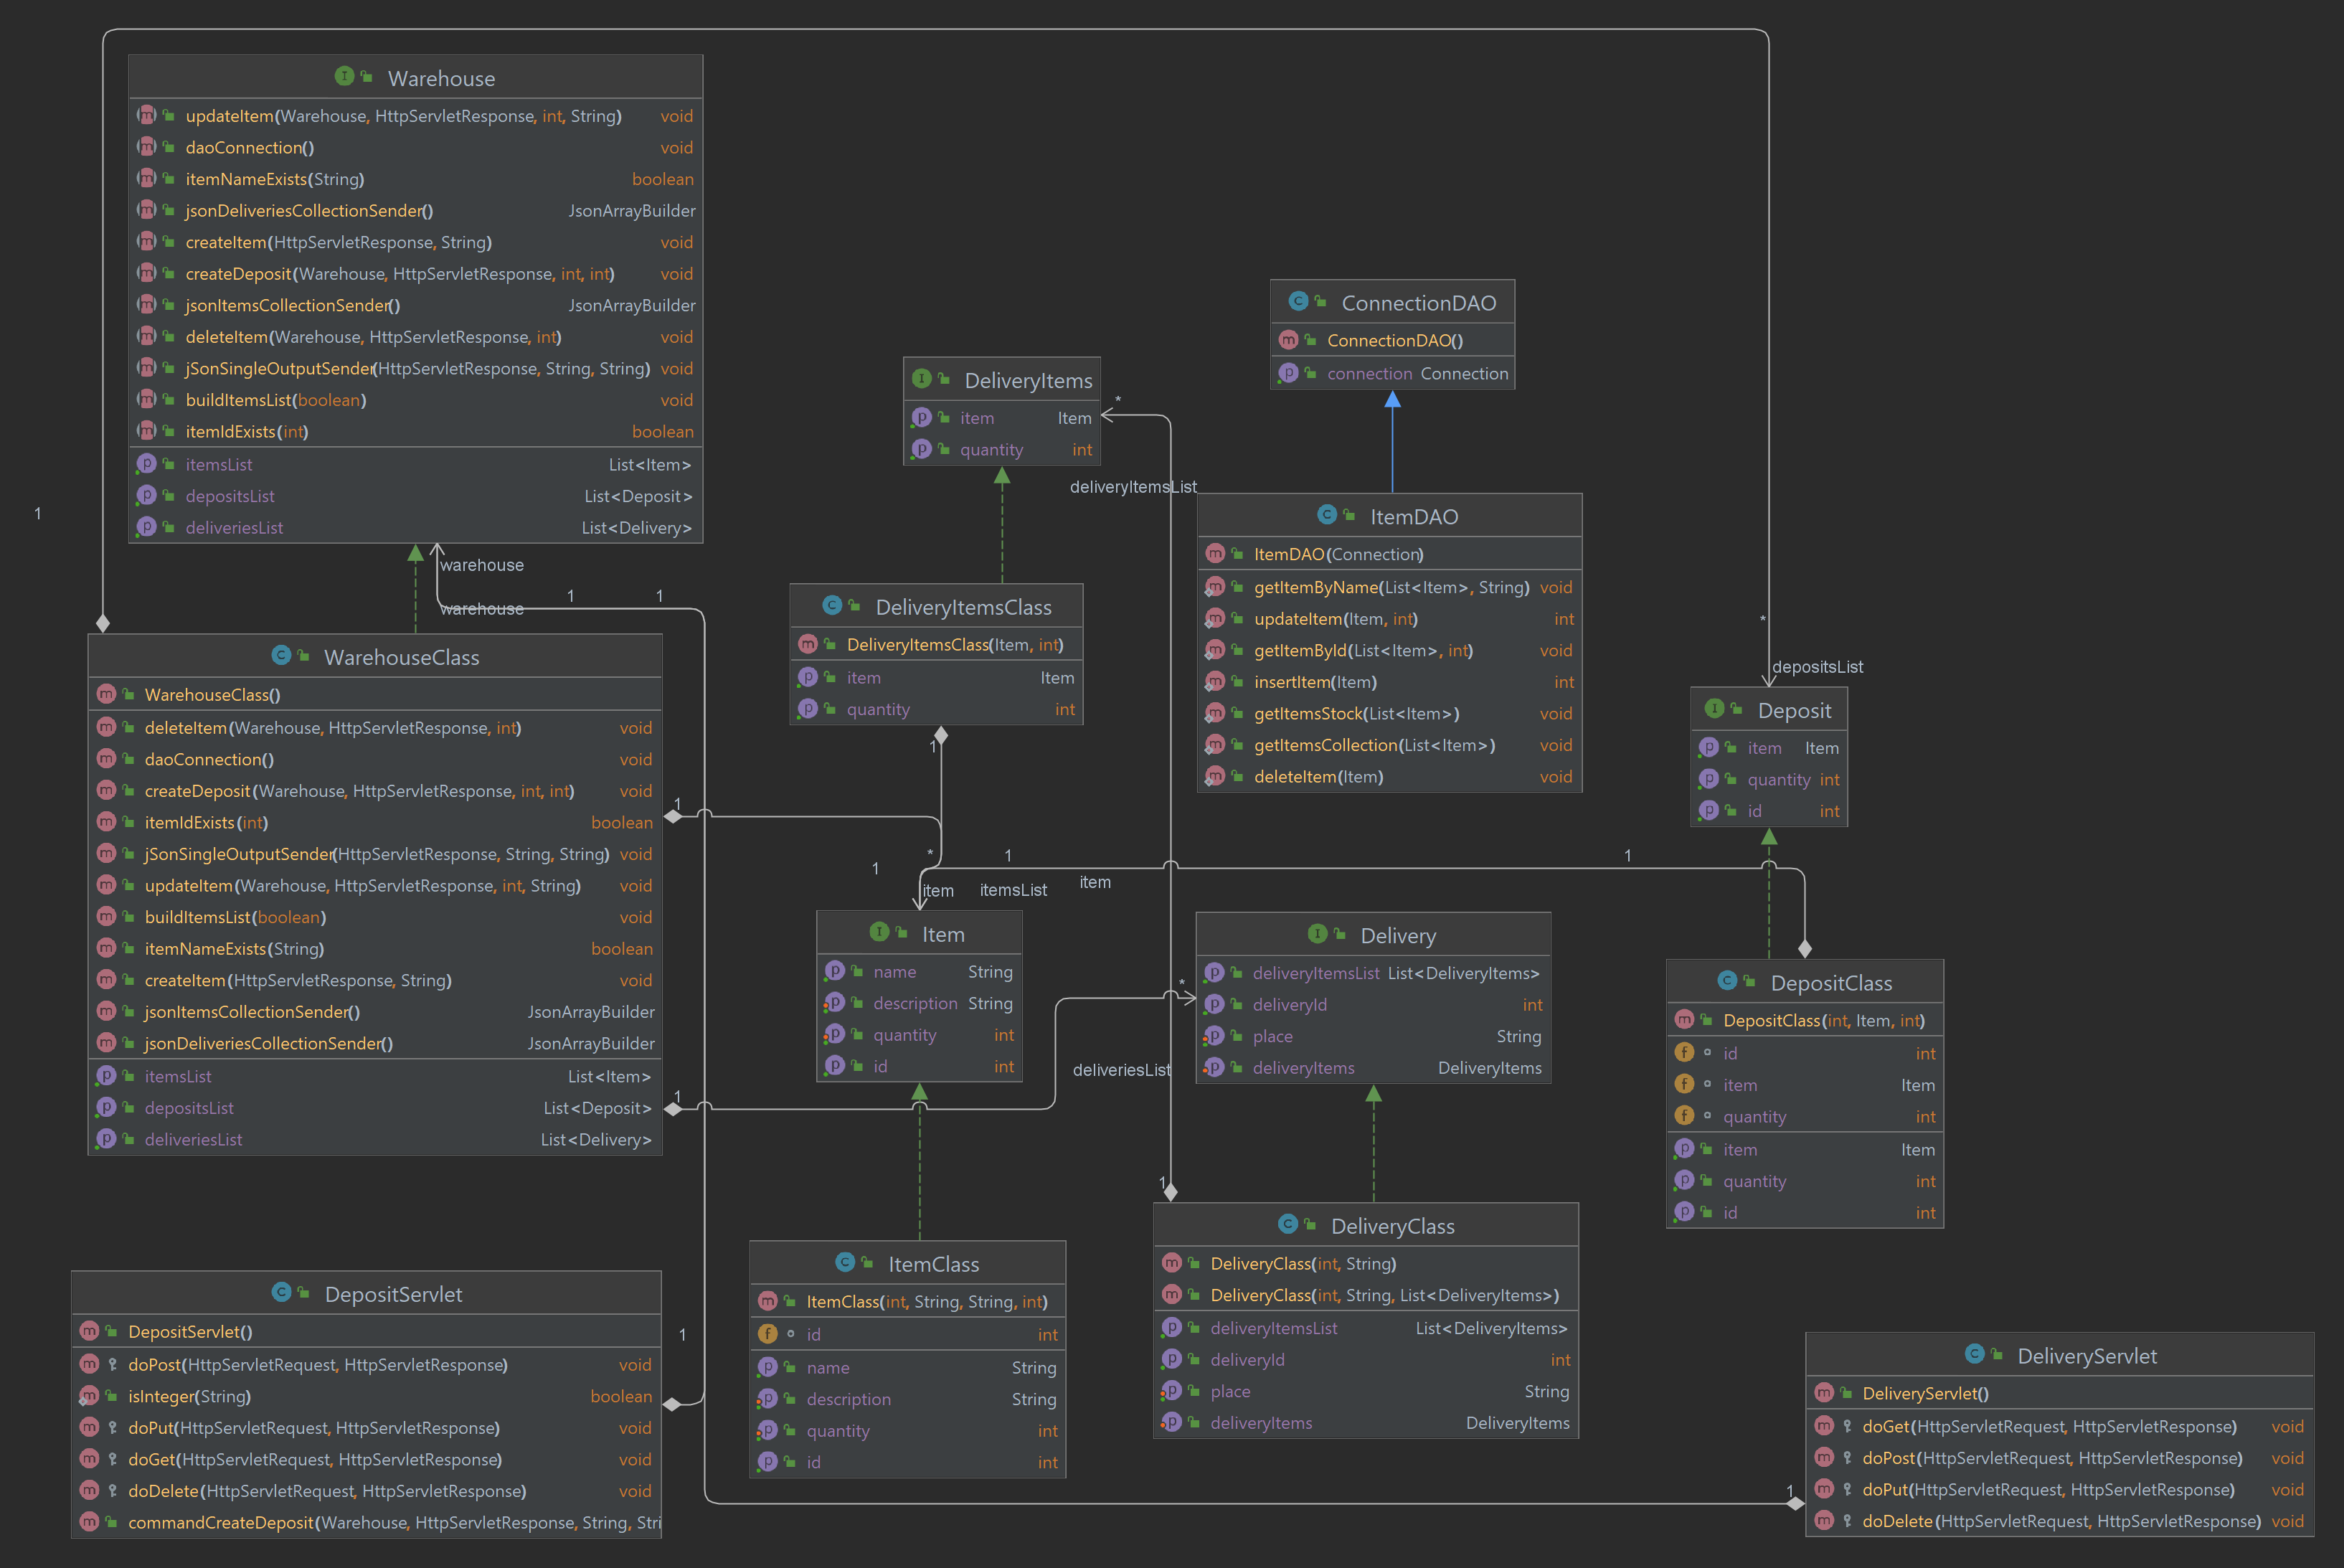 Warehouse
updateItem(Warehouse, HttpServletResponse, int, String) void
daoConnection() void
itemNameExists(String) boolean
jsonDeliveriesCollectionSender() JsonArrayBuilder
createItem(HttpServletResponse, String) void
createDeposit(Warehouse, HttpServletResponse, int, int) void
jsonItemsCollectionSender() JsonArrayBuilder
deleteItem(Warehouse, HttpServletResponse, int) void
jSonSingleOutputSender(HttpServletResponse, String, String) void
buildItemsList(boolean) void
itemIdExists(int) boolean
itemsList List<Item>
depositsList List<Deposit>
deliveriesList List<Delivery>
1
warehouse
warehouse
1
1
WarehouseClass
WarehouseClass()
deleteItem(Warehouse, HttpServletResponse, int) void
daoConnection() void
createDeposit(Warehouse, HttpServletResponse, int, int) void
itemIdExists(int) boolean
jSonSingleOutputSender(HttpServletResponse, String, String) void
updateItem(Warehouse, HttpServletResponse, int, String) void
buildItemsList(boolean) void
itemNameExists(String) boolean
createItem(HttpServletResponse, String) void
jsonItemsCollectionSender() JsonArrayBuilder
jsonDeliveriesCollectionSender() JsonArrayBuilder
itemsList List<Item>
depositsList List<Deposit>
deliveriesList List<Delivery>
1
1
DepositServlet
DepositServlet()
doPost(HttpServletRequest, HttpServletResponse) void
isInteger(String) boolean
doPut(HttpServletRequest, HttpServletResponse) void
doGet(HttpServletRequest, HttpServletResponse) void
doDelete(HttpServletRequest, HttpServletResponse) void
commandCreateDeposit(Warehouse, HttpServletResponse, String, Stri
1
DeliveryItems
item Item
quantity int
*
deliveryItemsList
DeliveryItemsClass
DeliveryItemsClass(Item, int)
item Item
quantity int
1
*
1
1
1
item
itemsList
item
Item
name String
description String
quantity int
id int
ItemClass
ItemClass(int, String, String, int)
id int
name String
description String
quantity int
id int
ConnectionDAO
ConnectionDAO()
connection Connection
ItemDAO
ItemDAO(Connection)
getItemByName(List<Item>, String) void
updateItem(Item, int) int
getItemById(List<Item>, int) void
insertItem(Item) int
getItemsStock(List<Item>) void
getItemsCollection(List<Item>) void
deleteItem(Item) void
Delivery
deliveryItemsList List<DeliveryItems>
deliveryId int
place String
deliveryItems DeliveryItems
*
deliveriesList
1
DeliveryClass
DeliveryClass(int, String)
DeliveryClass(int, String, List<DeliveryItems>)
deliveryItemsList List<DeliveryItems>
deliveryId int
place String
deliveryItems DeliveryItems
*
depositsList
Deposit
item Item
quantity int
id int
DepositClass
DepositClass(int, Item, int)
id int
item Item
quantity int
item Item
quantity int
id int
1
DeliveryServlet
DeliveryServlet()
doGet(HttpServletRequest, HttpServletResponse) void
doPost(HttpServletRequest, HttpServletResponse) void
doPut(HttpServletRequest, HttpServletResponse) void
doDelete(HttpServletRequest, HttpServletResponse) void